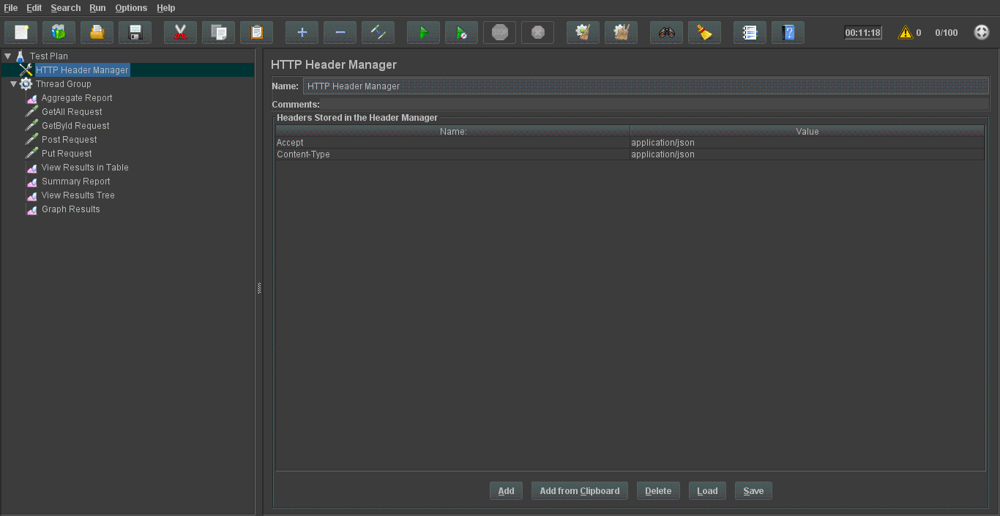 File Edit Search Run Options Help
00:11:18 0 0/100
STOP
Test Plan
HTTP Header Manager
Thread Group
Aggregate Report
GetAll Request
GetById Request
Post Request
Put Request
View Results in Table
Summary Report
View Results Tree
Graph Results
HTTP Header Manager
Name: HTTP Header Manager
Comments:
Headers Stored in the Header Manager
Name: Value
Accept application/json
Content-Type application/json
Add Add from Clipboard Delete Load Save